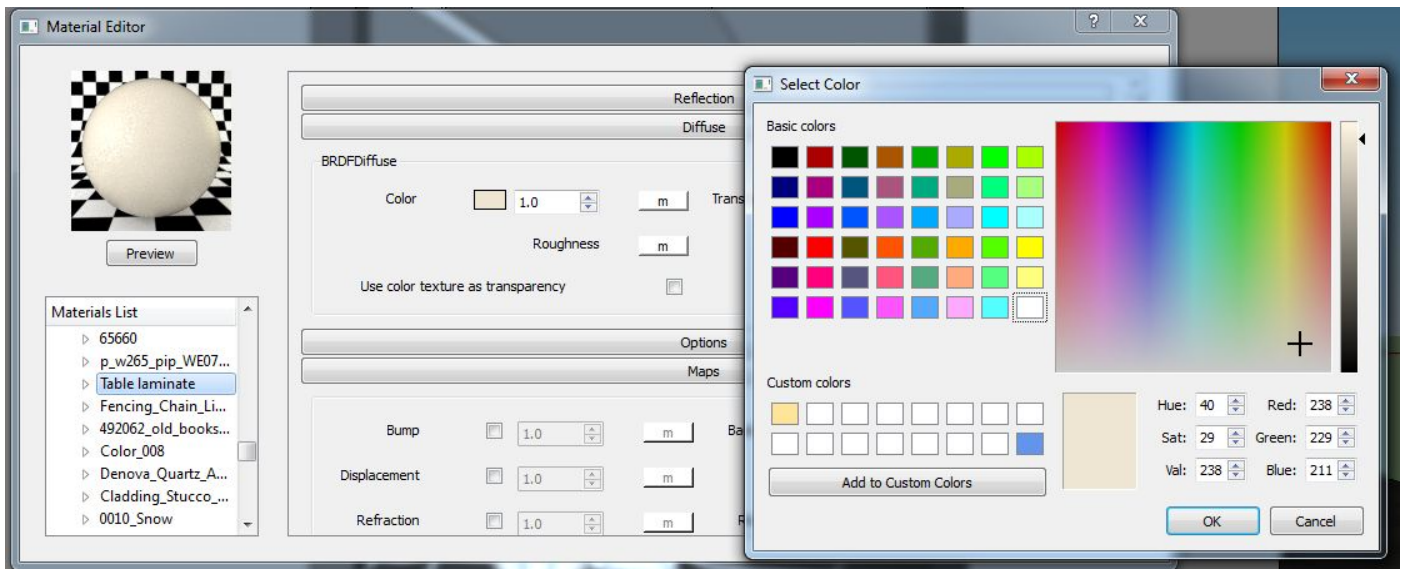 Material Editor
Preview
Materials List
65660
p_w265_pip_WE07...
Table laminate
Fencing_Chain_Li...
492062_old_books...
Color_008
Denova_Quartz_A...
Cladding_Stucco_...
0010_Snow
Reflection
Diffuse
BRDFDiffuse
Color 1.0 m Trans
Roughness m
Use color texture as transparency
Options
Maps
Bump 1.0 m Ba
Displacement 1.0 m
Refraction 1.0 m R
Select Color
Basic colors
Custom colors
Add to Custom Colors
Hue: 40 Red: 238
Sat: 29 Green: 229
Val: 238 Blue: 211
OK Cancel